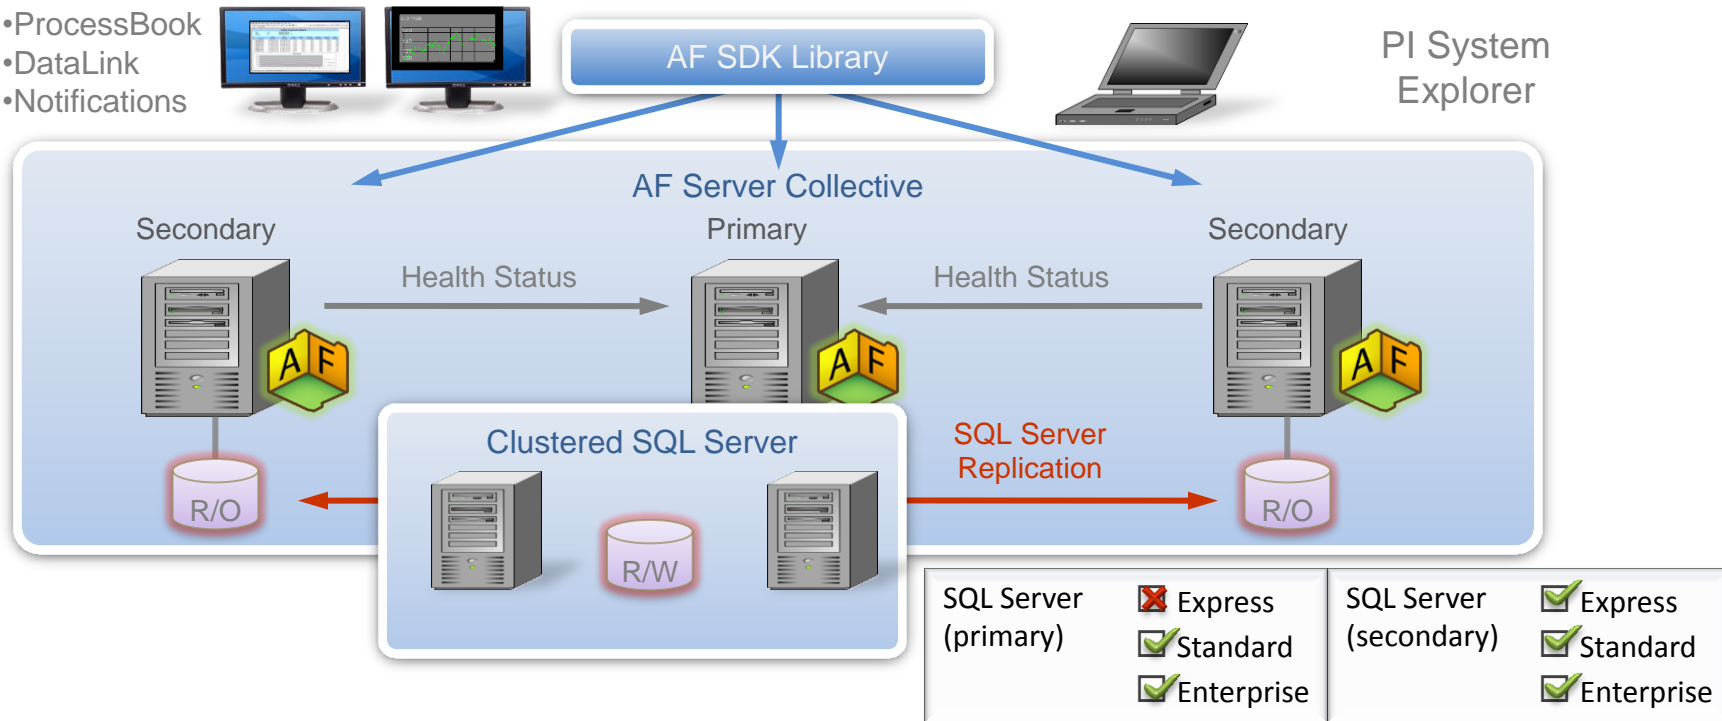 •ProcessBook
•DataLink
•Notifications
AF SDK Library
PI System
Explorer
AF Server Collective
Secondary
Primary
Secondary
Health Status
Health Status
A F
A F
A F
Clustered SQL Server
SQL Server
Replication
R/O
R/W
R/O
SQL Server
(primary)
Express
Standard
Enterprise
SQL Server
(secondary)
Express
Standard
Enterprise